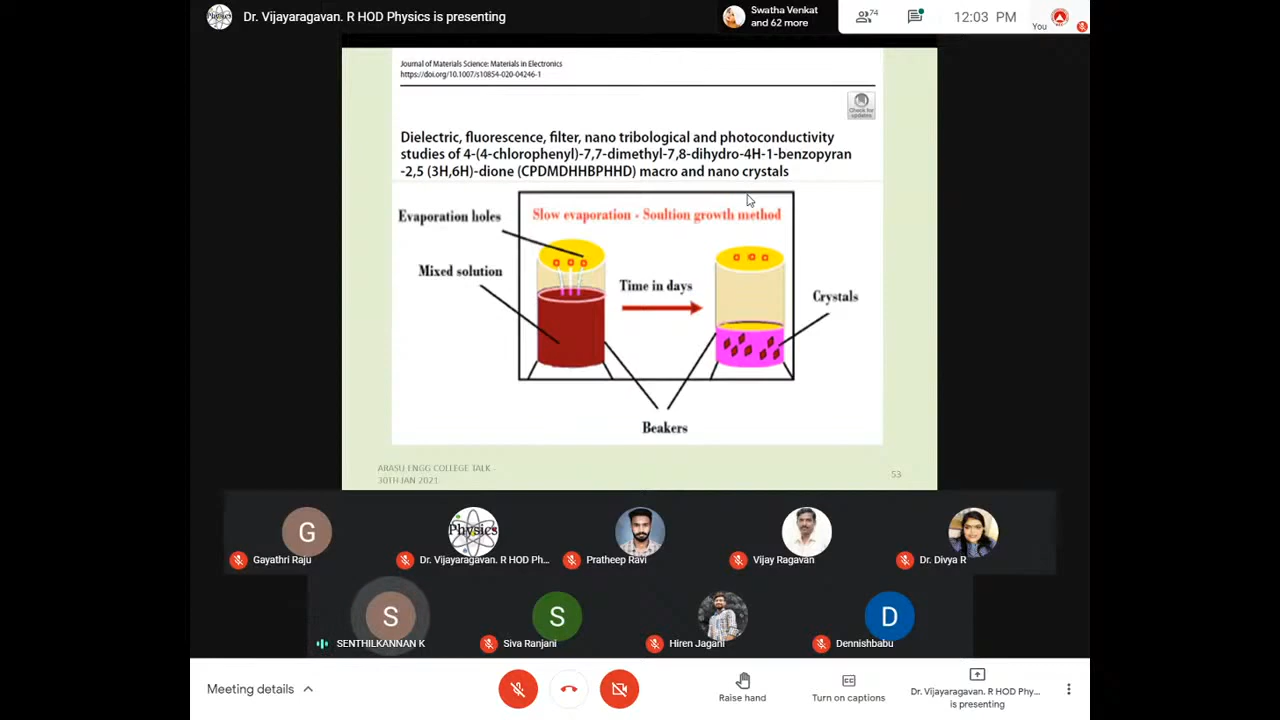 Dr. Vijayaragavan. R HOD Physics is presenting
Swatha Venkat
and 62 more
74
12:03 PM
You
Journal of Materials Science: Materials in Electronics
https://doi.org/10.1007/s10854-020-04246-1
Check for
updates
Dielectric, fluorescence, filter, nano tribological and photoconductivity
studies of 4-(4-chlorophenyl)-7,7-dimethyl-7,8-dihydro-4H-1-benzopyran
-2,5 (3H,6H)-dione (CPDMDHHBPHHD) macro and nano crystals
Evaporation holes
Slow evaporation - Soultion growth method
Mixed solution
Time in days
Crystals
Beakers
ARASU ENGG COLLEGE TALK -
30TH JAN 2021
53
G
Physics
Gayathri Raju
Dr. Vijayaragavan. R HOD Ph...
Pratheep Ravi
Vijay Ragavan
Dr. Divya R
S
S
D
SENTHILKANNAN K
Siva Ranjani
Hiren Jagani
Dennishbabu
Meeting details
Raise hand
Turn on captions
Dr. Vijayaragavan. R HOD Phy...
is presenting